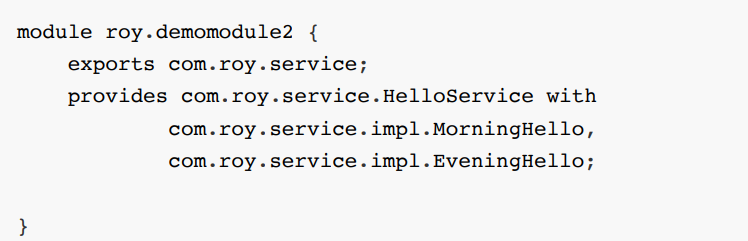 module roy.demomodule2 {
    exports com.roy.service;
    provides com.roy.service.HelloService with
            com.roy.service.impl.MorningHello,
            com.roy.service.impl.EveningHello;

}